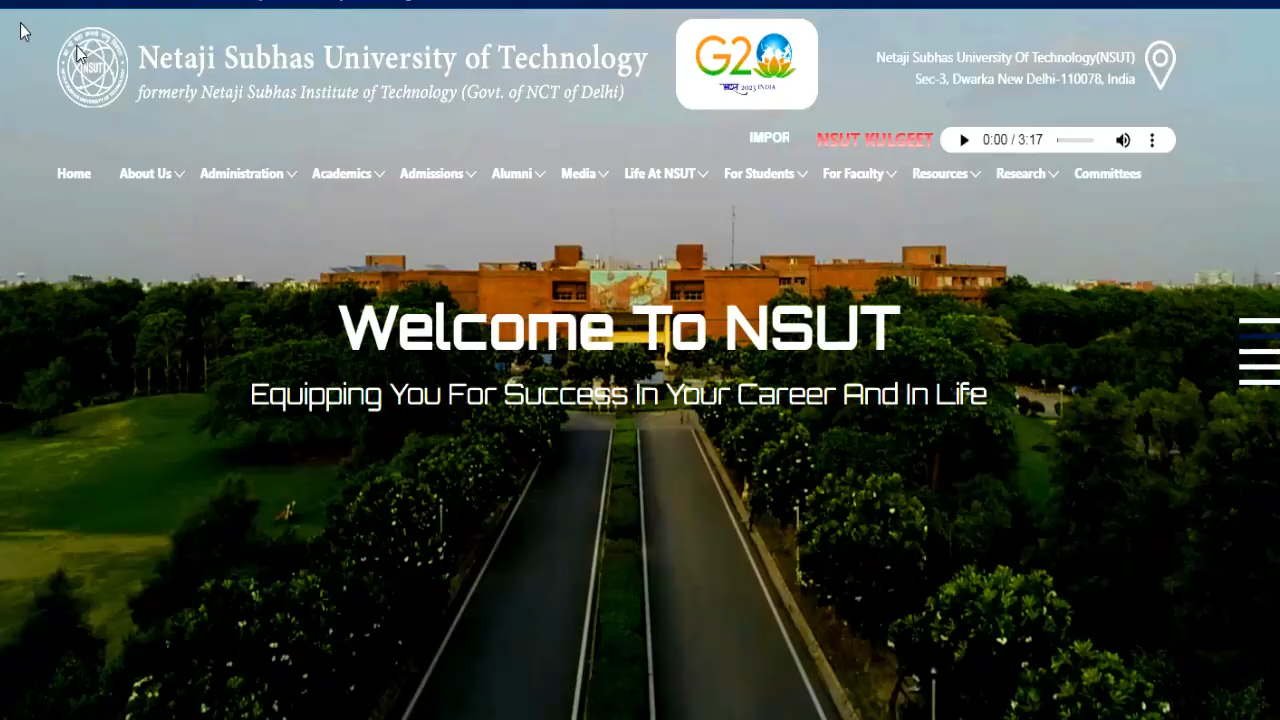 Netaji Subhas University of Technology
formerly Netaji Subhas Institute of Technology (Govt. of NCT of Delhi)
NSUT
G20
2023 INDIA
Netaji Subhas University Of Technology(NSUT)
Sec-3, Dwarka New Delhi-110078, India
IMPOR NSUT KULGEET 0:00 / 3:17
Home About Us Administration Academics Admissions Alumni Media Life At NSUT For Students For Faculty Resources Research Committees
Welcome To NSUT
Equipping You For Success In Your Career And In Life